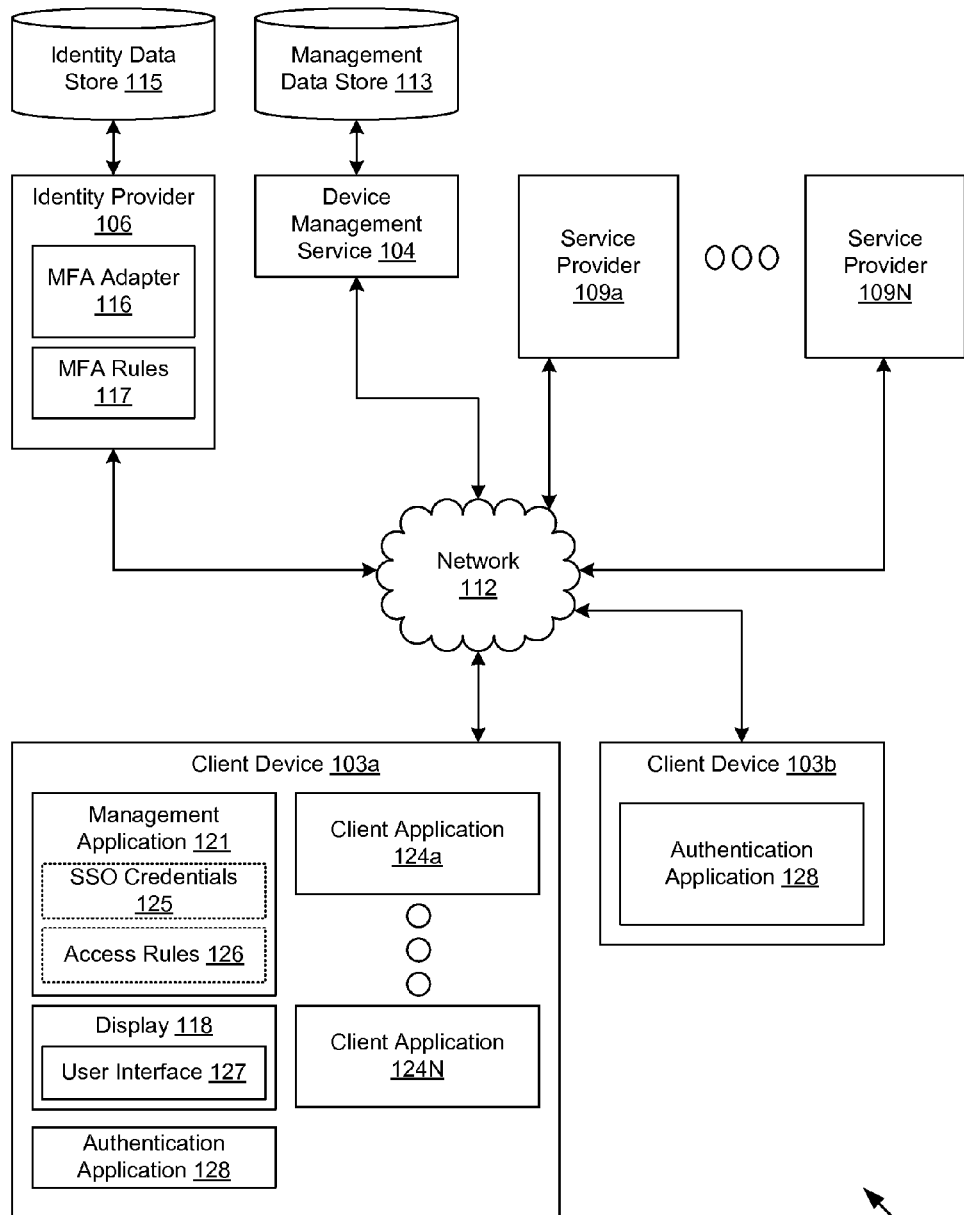 Identity Data
Store 115
Management
Data Store 113
Identity Provider
106
MFA Adapter
116
MFA Rules
117
Device
Management
Service 104
Service
Provider
109a
Service
Provider
109N
Network
112
Client Device 103a
Management
Application 121
SSO Credentials
125
Access Rules 126
Display 118
User Interface 127
Authentication
Application 128
Client Application
124a
Client Application
124N
Client Device 103b
Authentication
Application 128